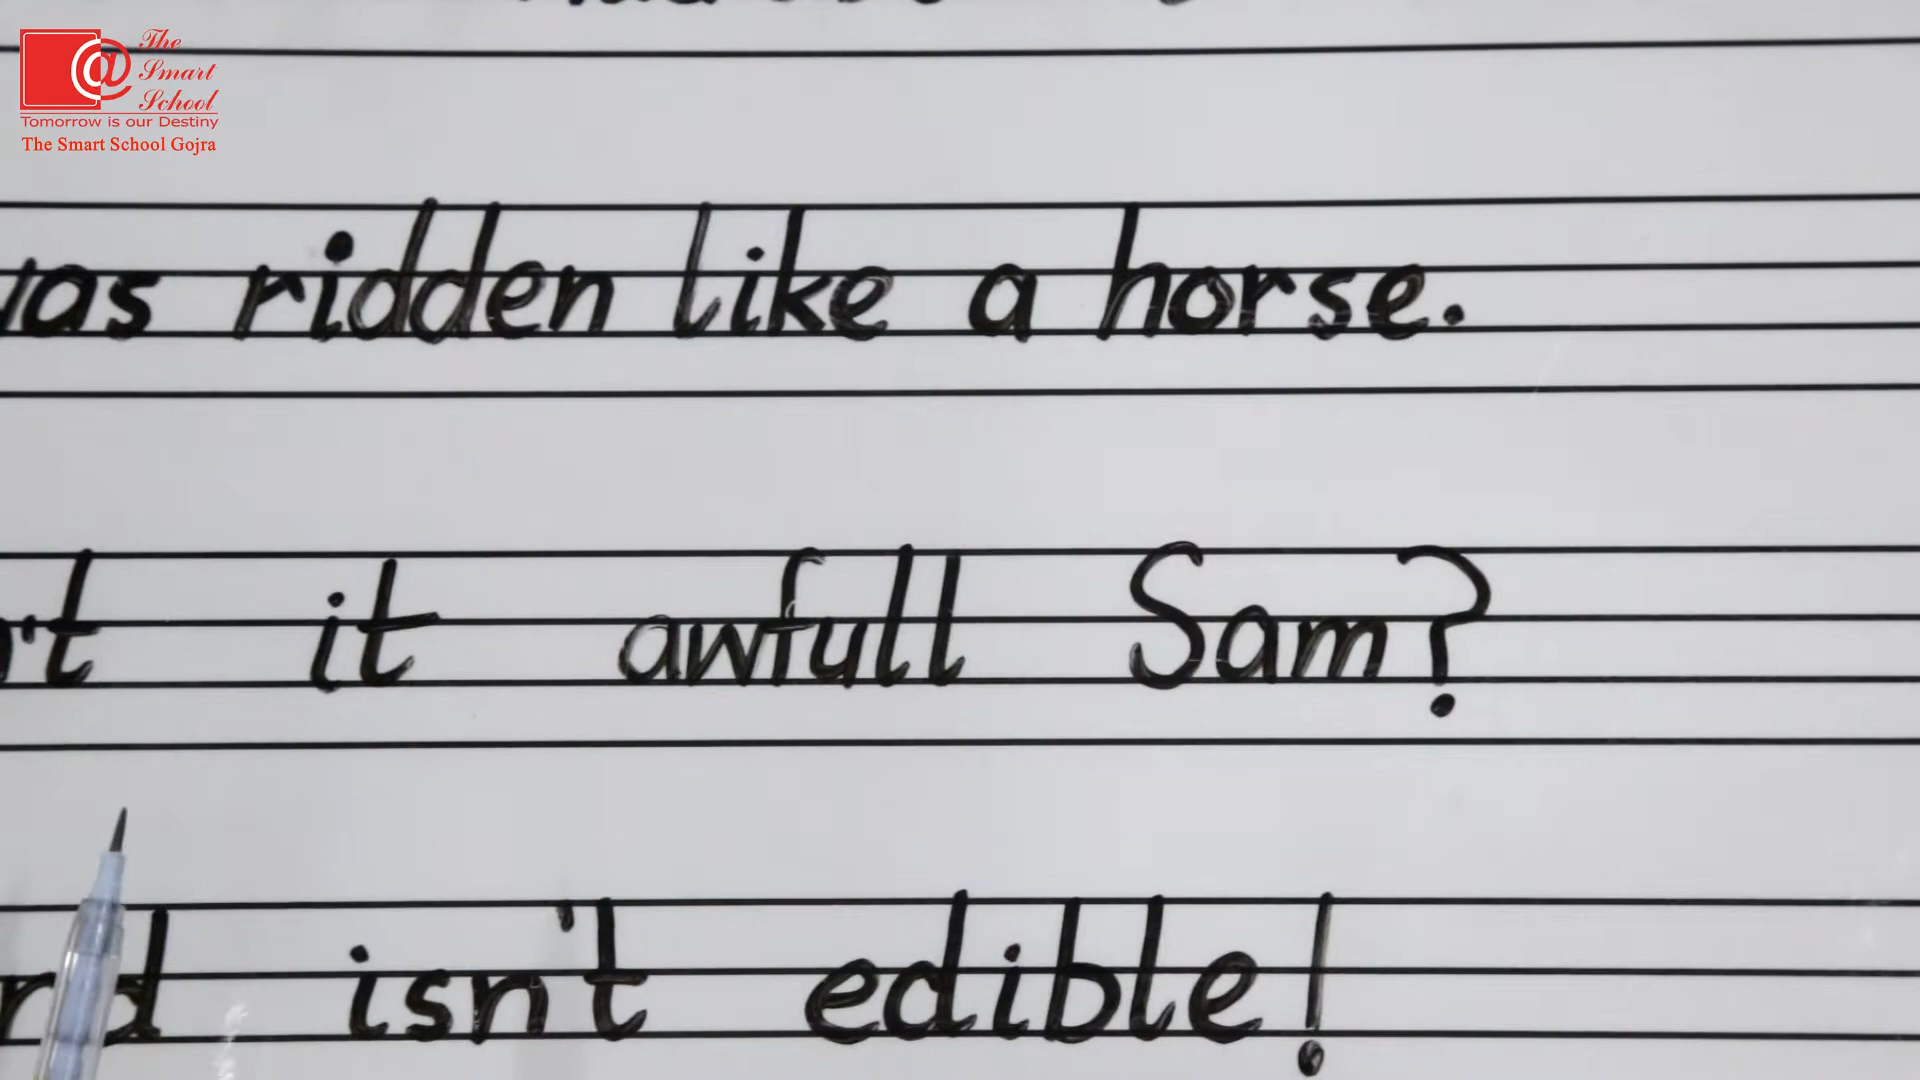 The
Smart
School
Tomorrow is our Destiny
The Smart School Gojra
was ridden like a horse.
it awfull Sam?
isn't edible!